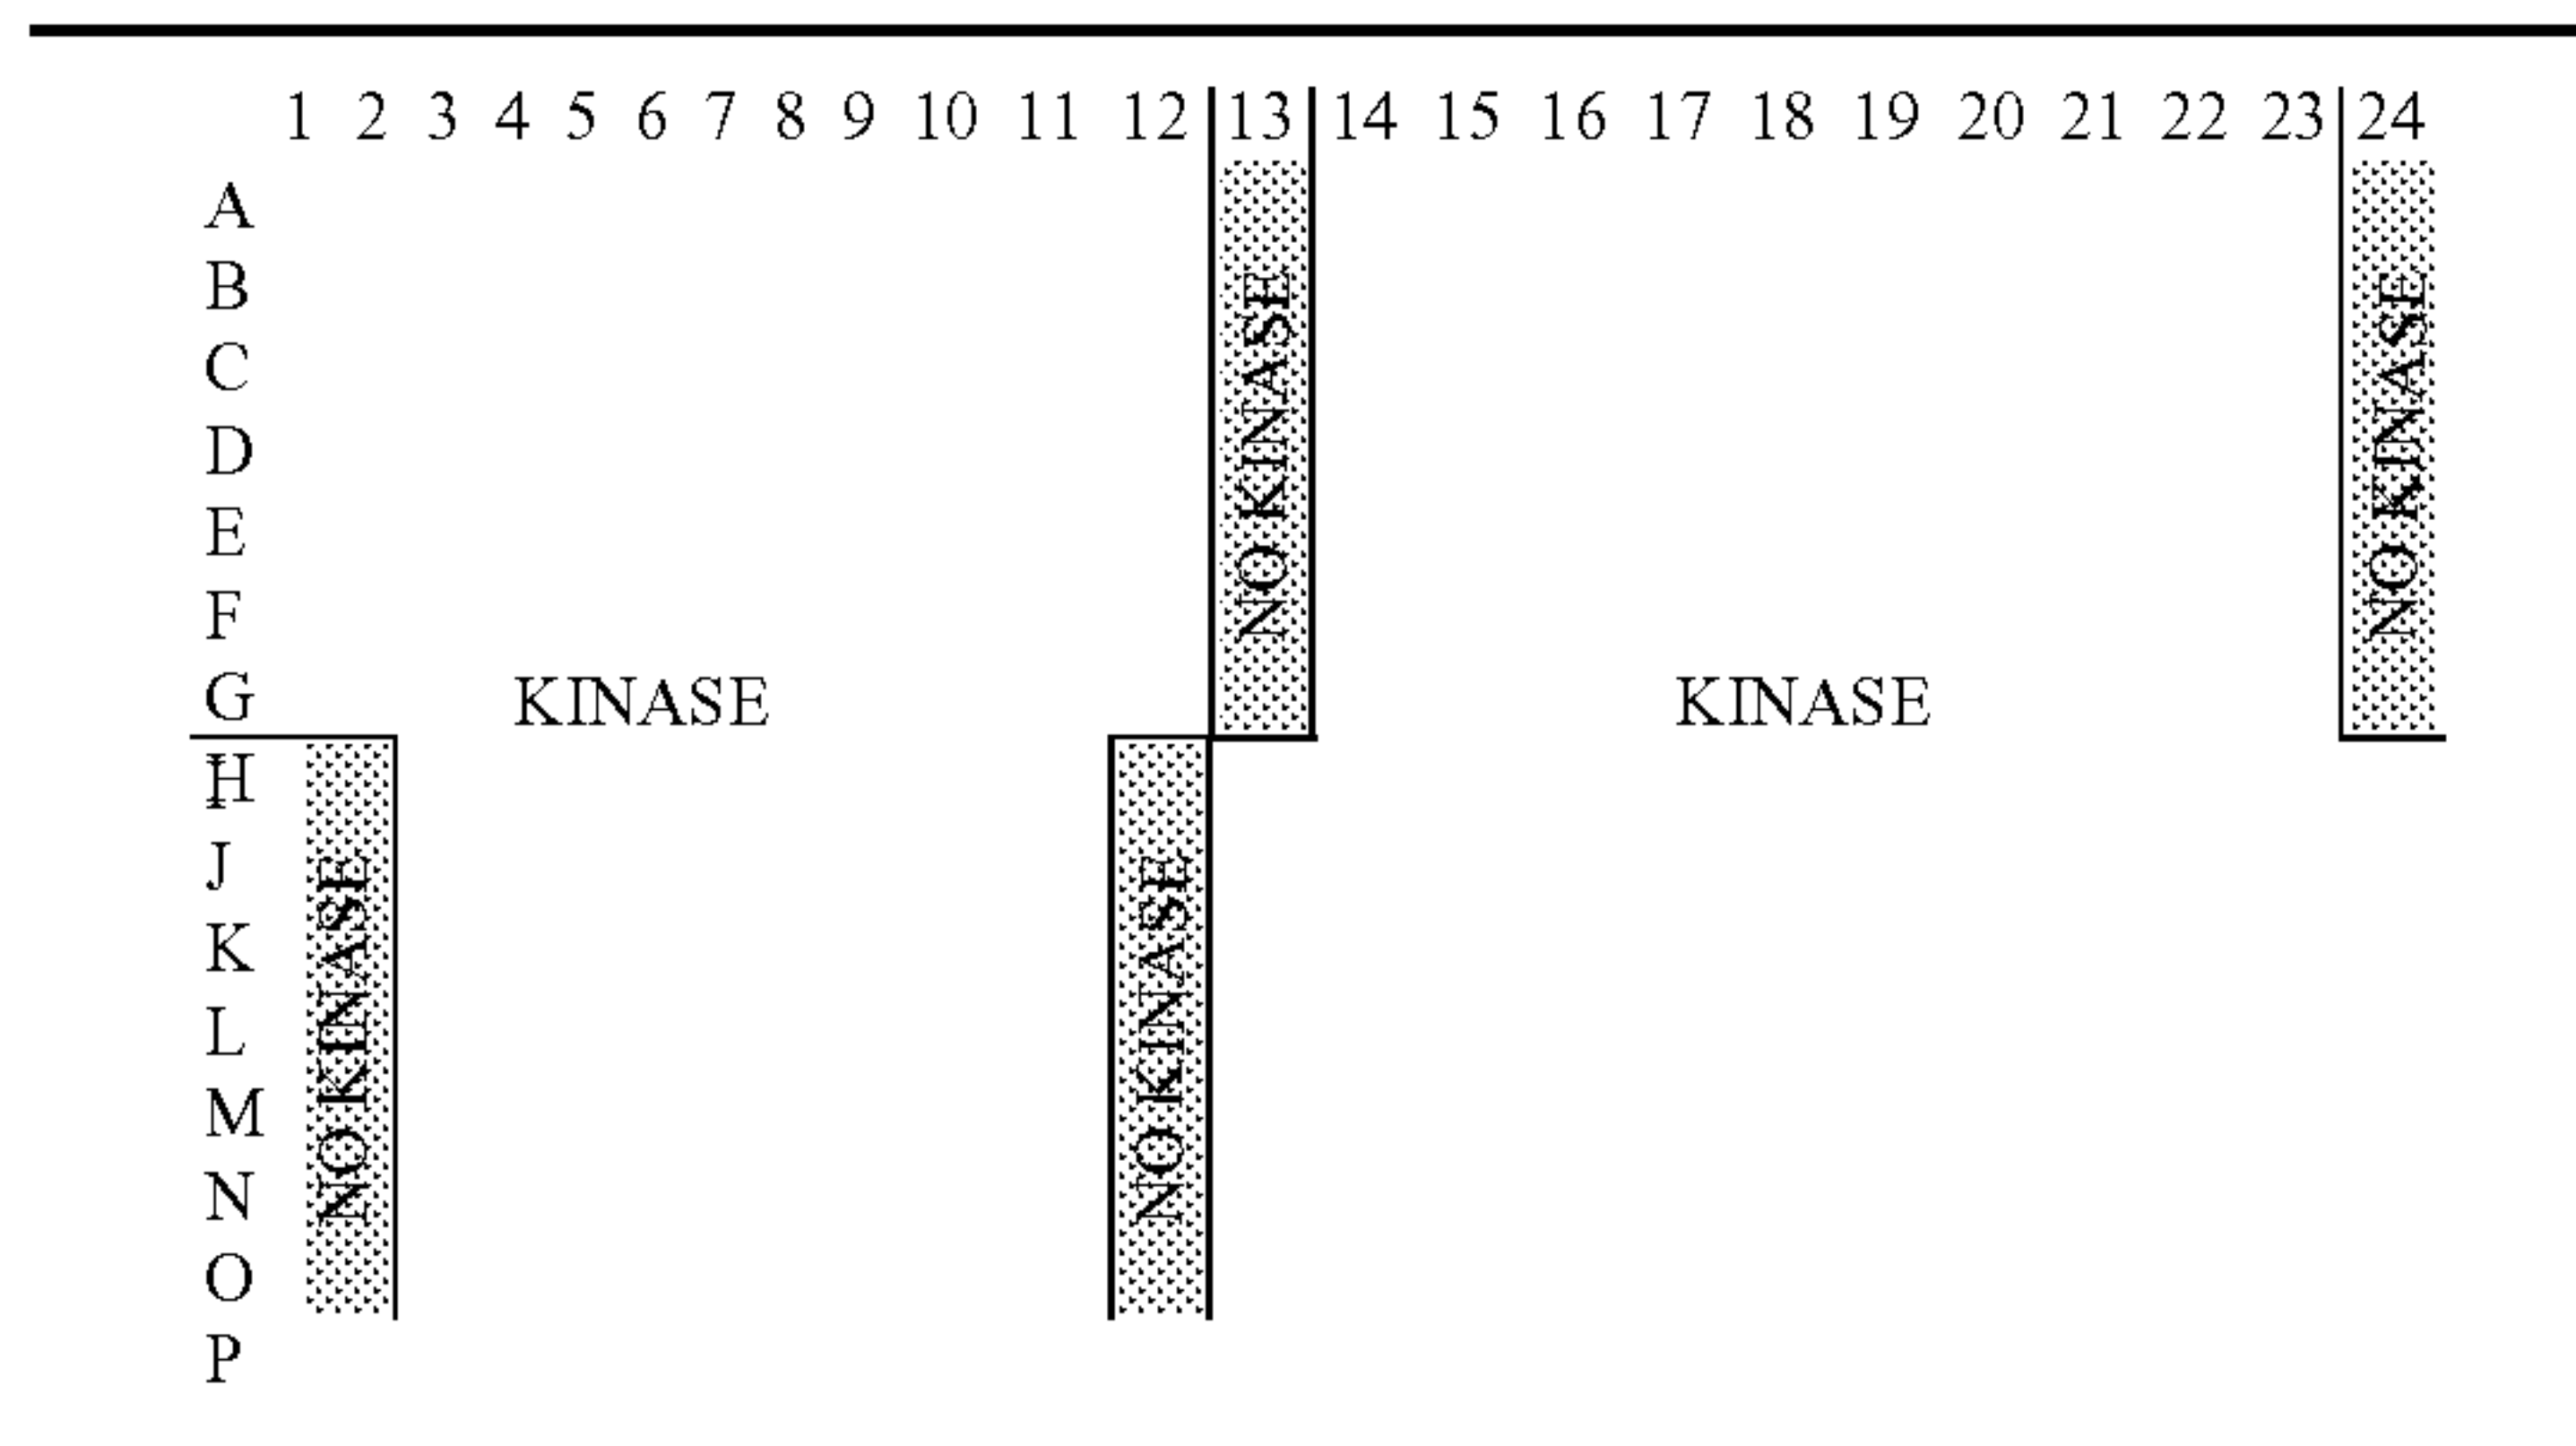 1 2 3 4 5 6 7 8 9 10 11 12 13 14 15 16 17 18 19 20 21 22 23 24
A
B
C
D
E
F
G
H
I
J
K
L
M
N
O
P
NO KINASE
NO KINASE
KINASE
KINASE
NO KINASE
NO KINASE